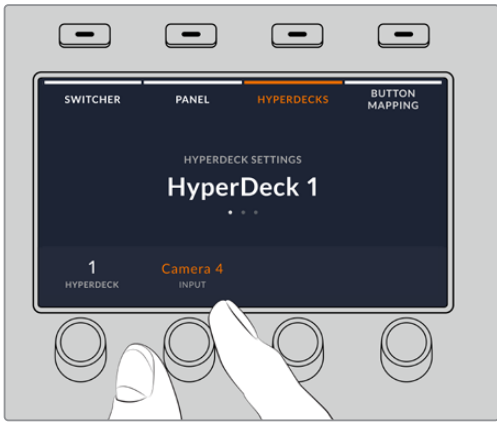 SWITCHER
PANEL
HYPERDECKS
BUTTON
MAPPING
HYPERDECK SETTINGS
HyperDeck 1
1
HYPERDECK
Camera 4
INPUT